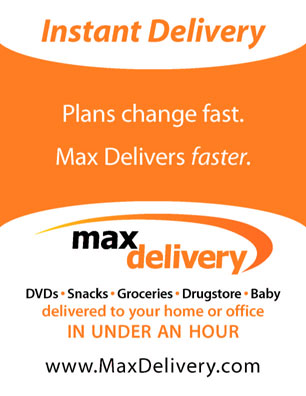 Instant Delivery
Plans change fast.
Max Delivers faster.
max
delivery
DVDs • Snacks • Groceries • Drugstore • Baby
delivered to your home or office
IN UNDER AN HOUR
www.MaxDelivery.com